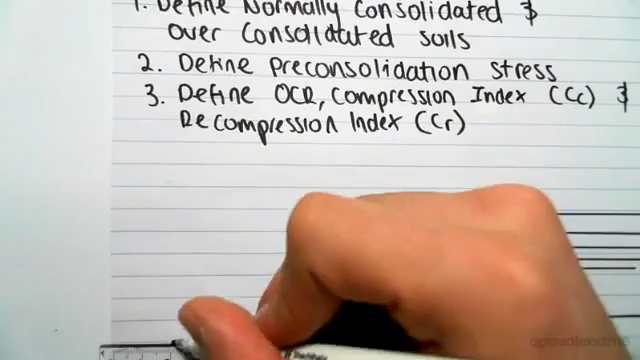 1. Define Normally Consolidated &
Over Consolidated soils
2. Define preconsolidation stress
3. Define OCR, compression Index (Cc) &
Recompression Index (Cr)
spoonfeedme